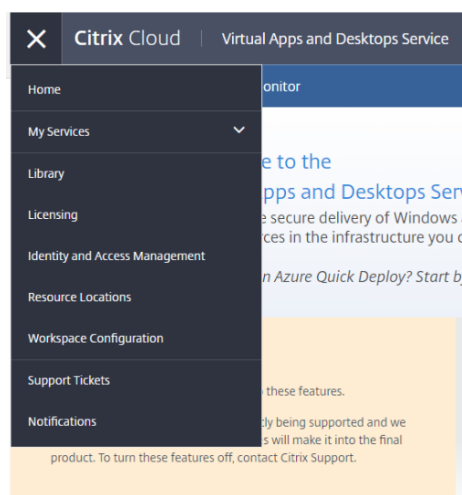 Citrix Cloud Virtual Apps and Desktops Service
Home
onitor
My Services
Library
e to the
pps and Desktops Ser
Licensing
secure delivery of Windows
ces in the infrastructure you
Identity and Access Management
n Azure Quick Deploy? Start b
Resource Locations
Workspace Configuration
Support Tickets
these features.
Notifications
tly being supported and we
s will make it into the final
product. To turn these features off, contact Citrix Support.